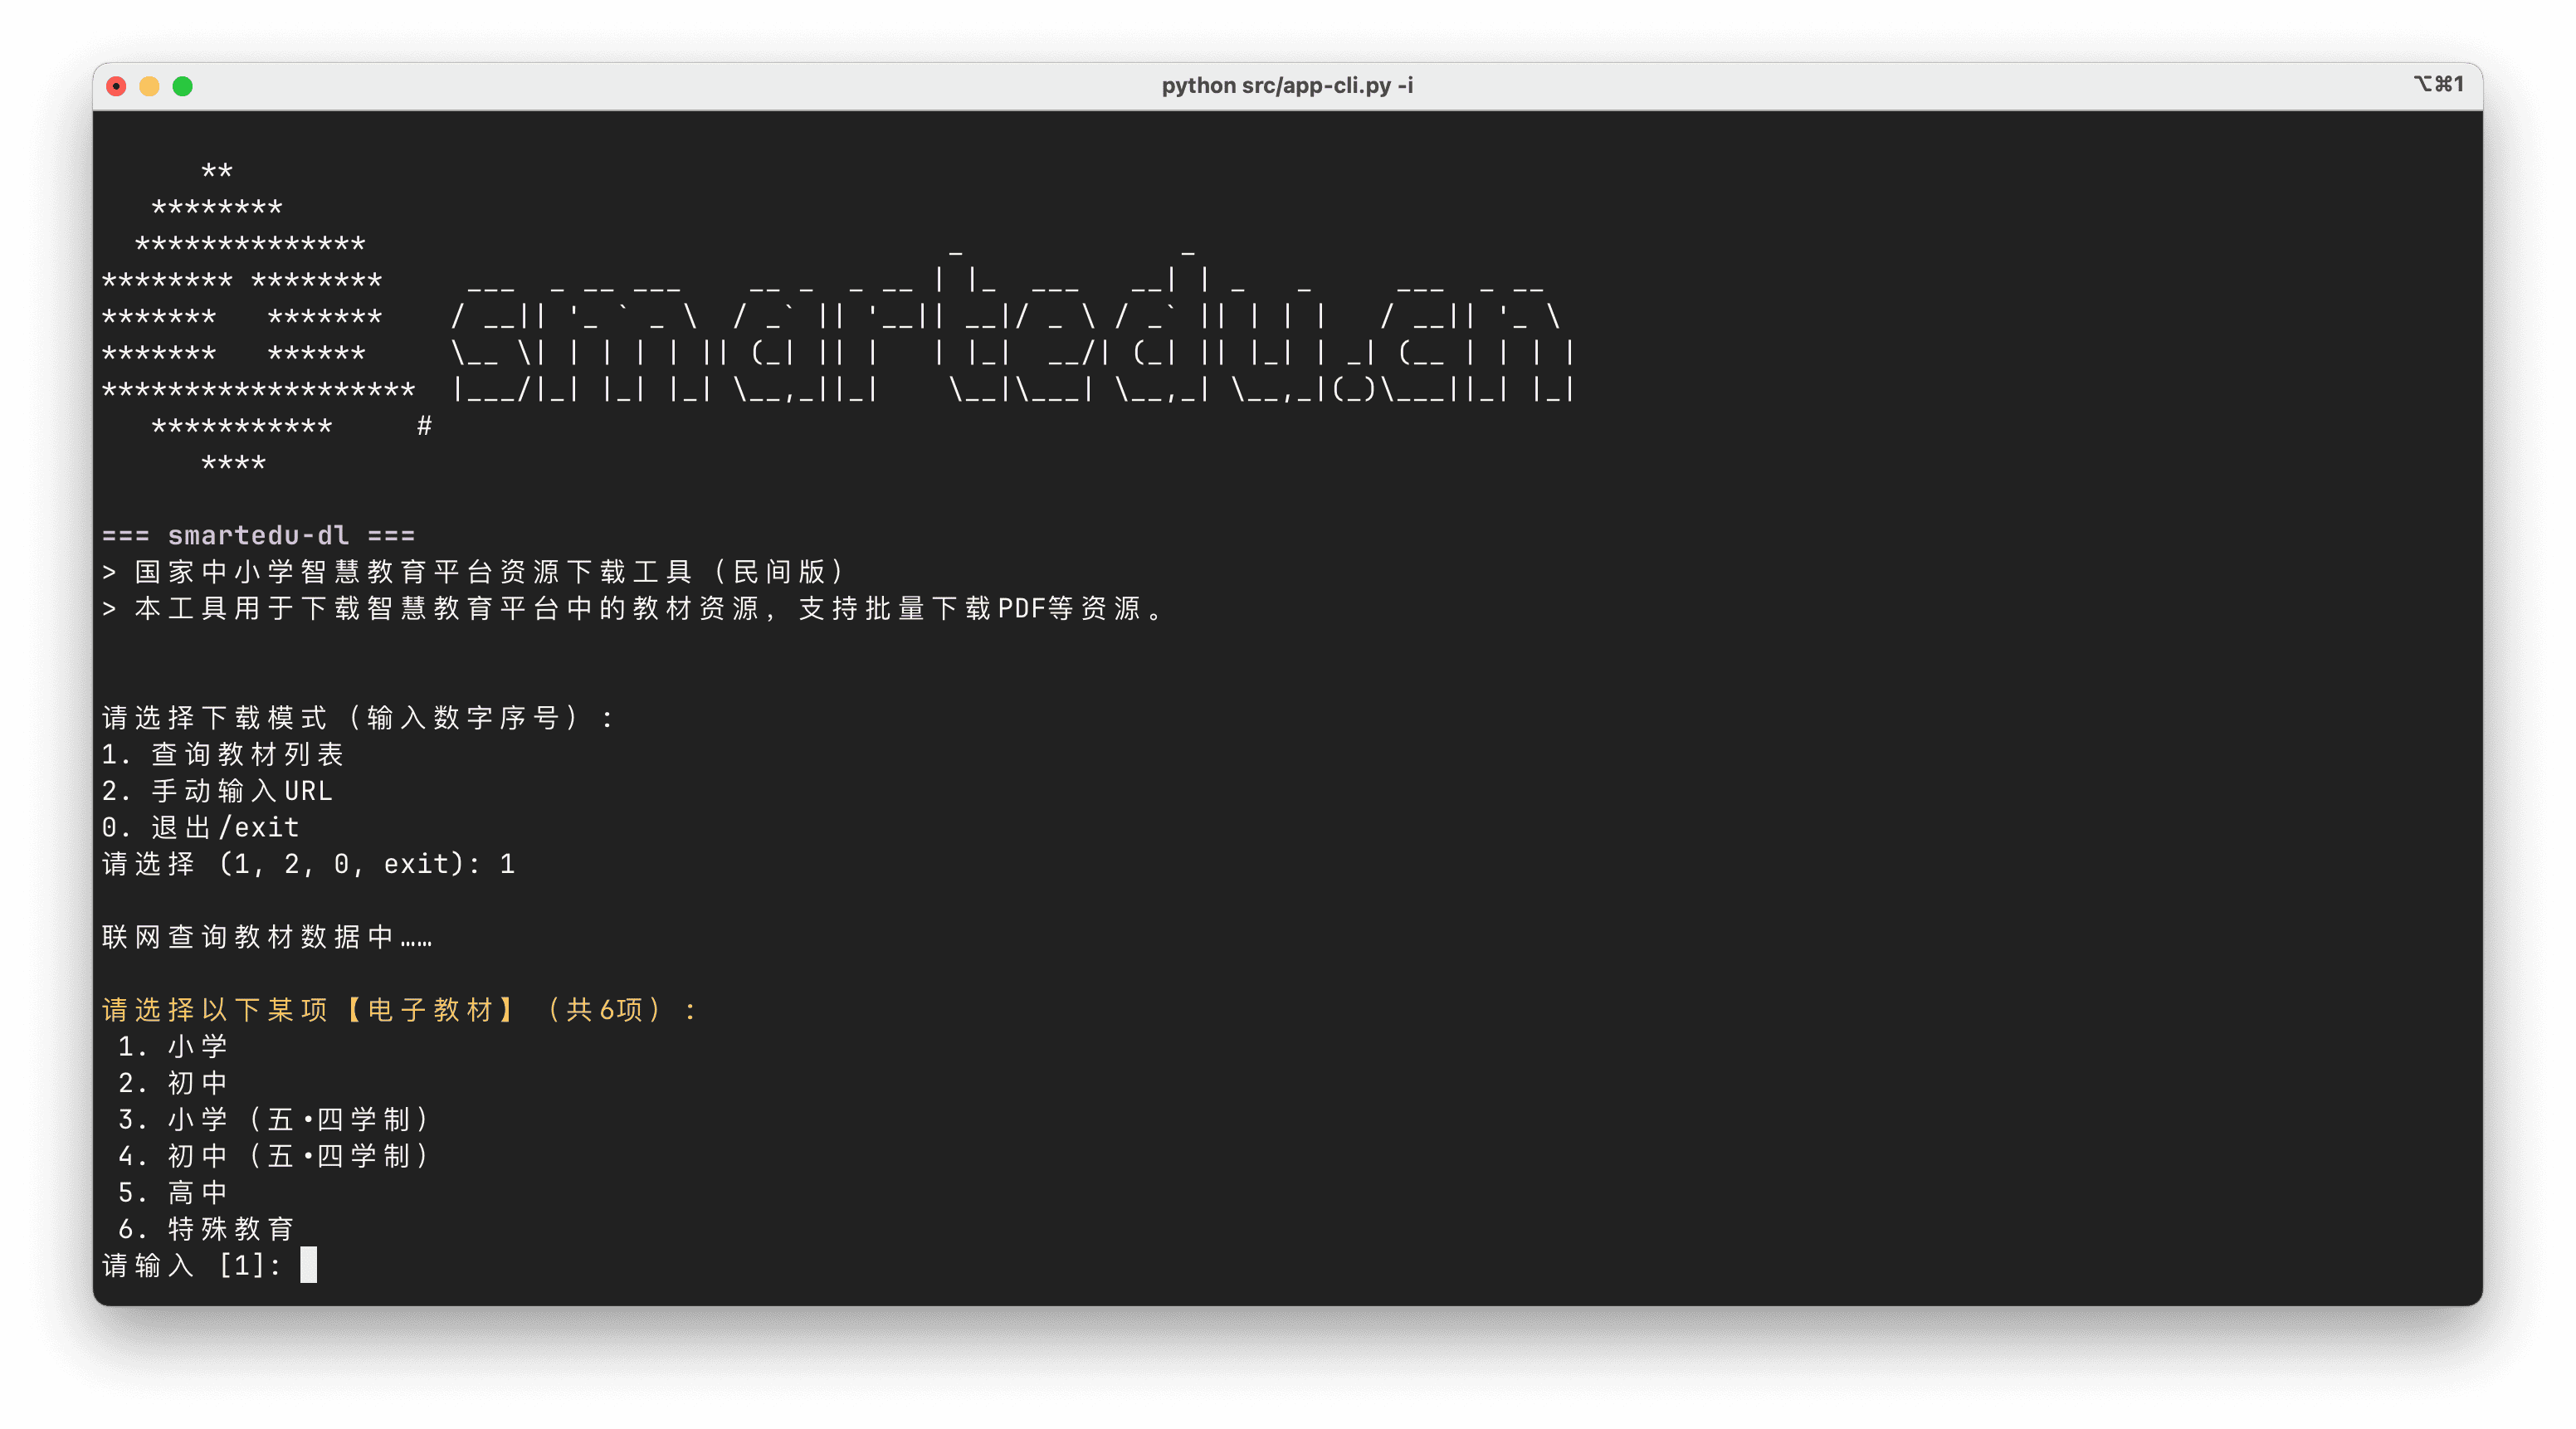 python src/app-cli.py -i
⌥⌘1
smartedu.cn
=== smartedu-dl ===
> 国家中小学智慧教育平台资源下载工具（民间版）
> 本工具用于下载智慧教育平台中的教材资源，支持批量下载PDF等资源。
请选择下载模式（输入数字序号）:
1. 查询教材列表
2. 手动输入URL
0. 退出/exit
请选择 (1, 2, 0, exit): 1
联网查询教材数据中……
请选择以下某项【电子教材】（共6项）:
1. 小学
2. 初中
3. 小学（五•四学制）
4. 初中（五•四学制）
5. 高中
6. 特殊教育
请输入 [1]: